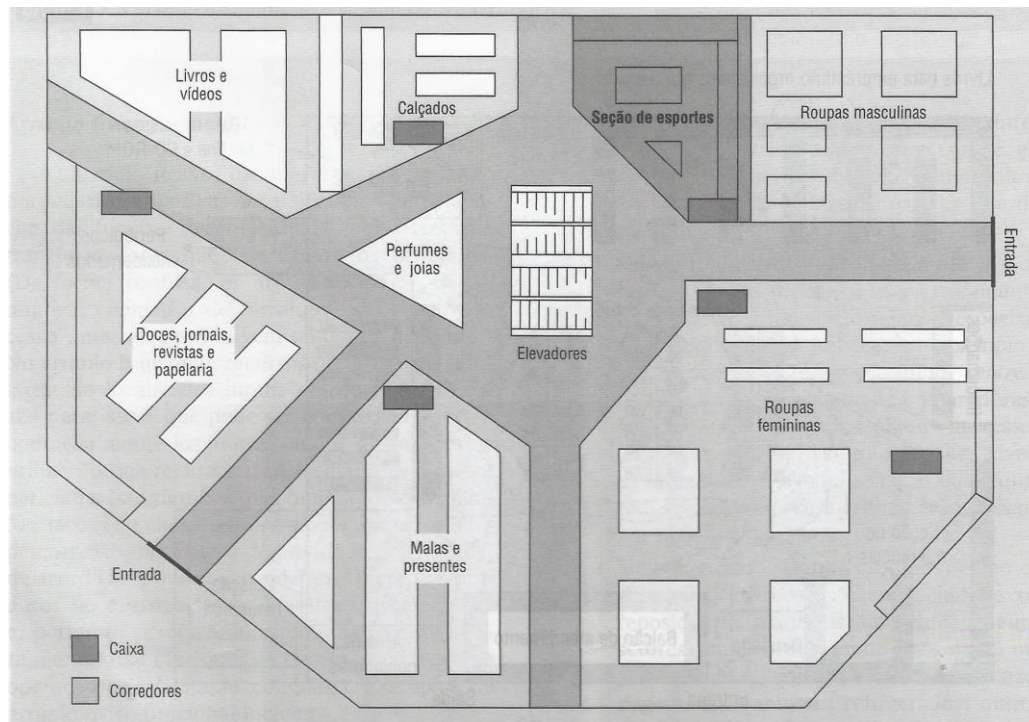 Livros e
vídeos
Calçados
Seção de esportes
Roupas masculinas
Entrada
Perfumes
e joias
Elevadores
Doces, jornais,
revistas e
papelaria
Roupas
femininas
Malas e
presentes
Entrada
Caixa
Corredores